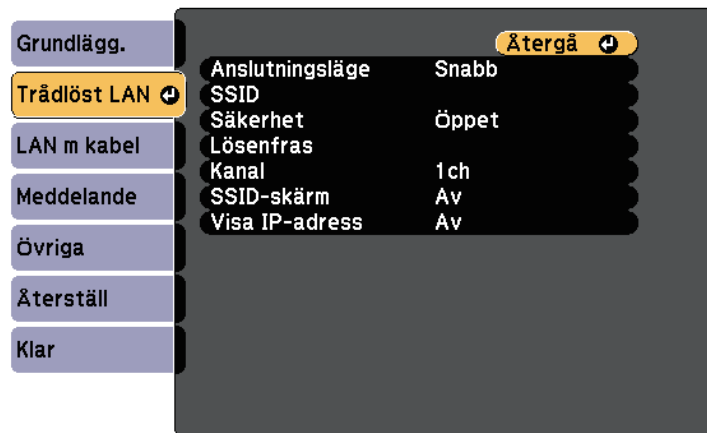 Grundlägg.
Trådlöst LAN
LAN m kabel
Meddelande
Övriga
Återställ
Klar
Återgå
Anslutningsläge Snabb
SSID
Säkerhet Öppet
Lösenfras
Kanal 1ch
SSID-skärm Av
Visa IP-adress Av